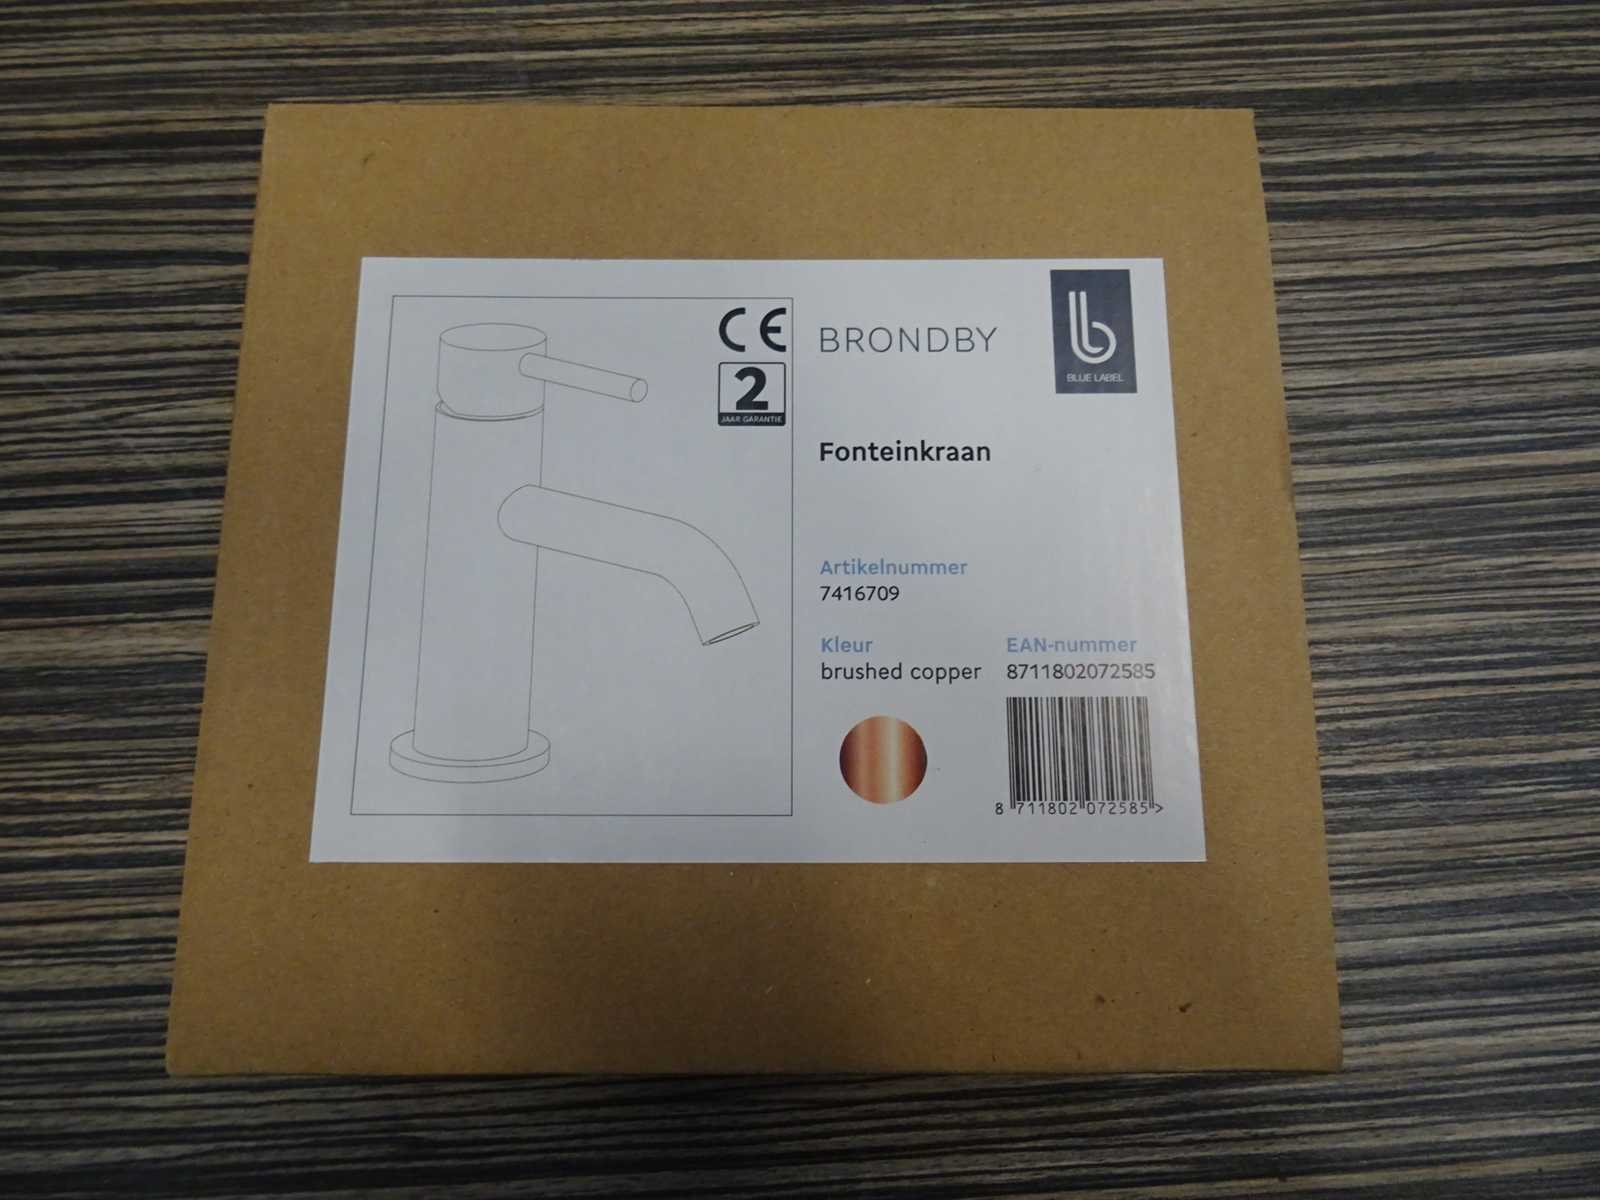 CE
2
JAAR GARANTIE
BRONDBY
BLUE LABEL
Fonteinkraan
Artikelnummer
7416709
Kleur
brushed copper
EAN-nummer
8711802072585
8 711802 072585 >